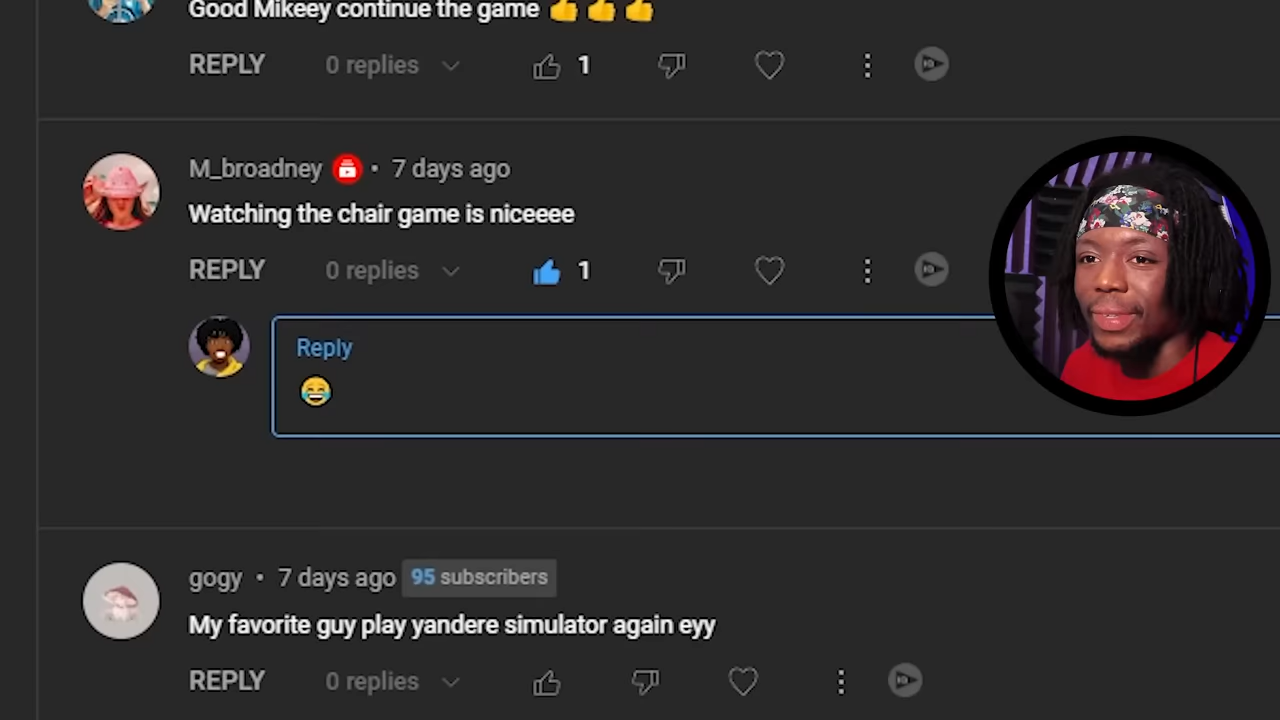 Good Mikeey continue the game 👍👍👍
REPLY 0 replies 1
M_broadney • 7 days ago
Watching the chair game is niceeee
REPLY 0 replies 1
Reply
😂
gogy • 7 days ago 95 subscribers
My favorite guy play yandere simulator again eyy
REPLY 0 replies